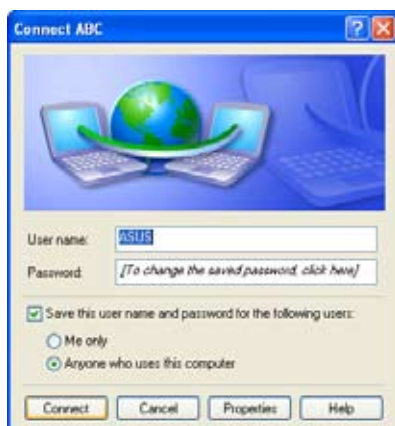 Connect ABC
User name: ASUS
Password: [To change the saved password, click here]
Save this user name and password for the following users:
Me only
Anyone who uses this computer
Connect Cancel Properties Help